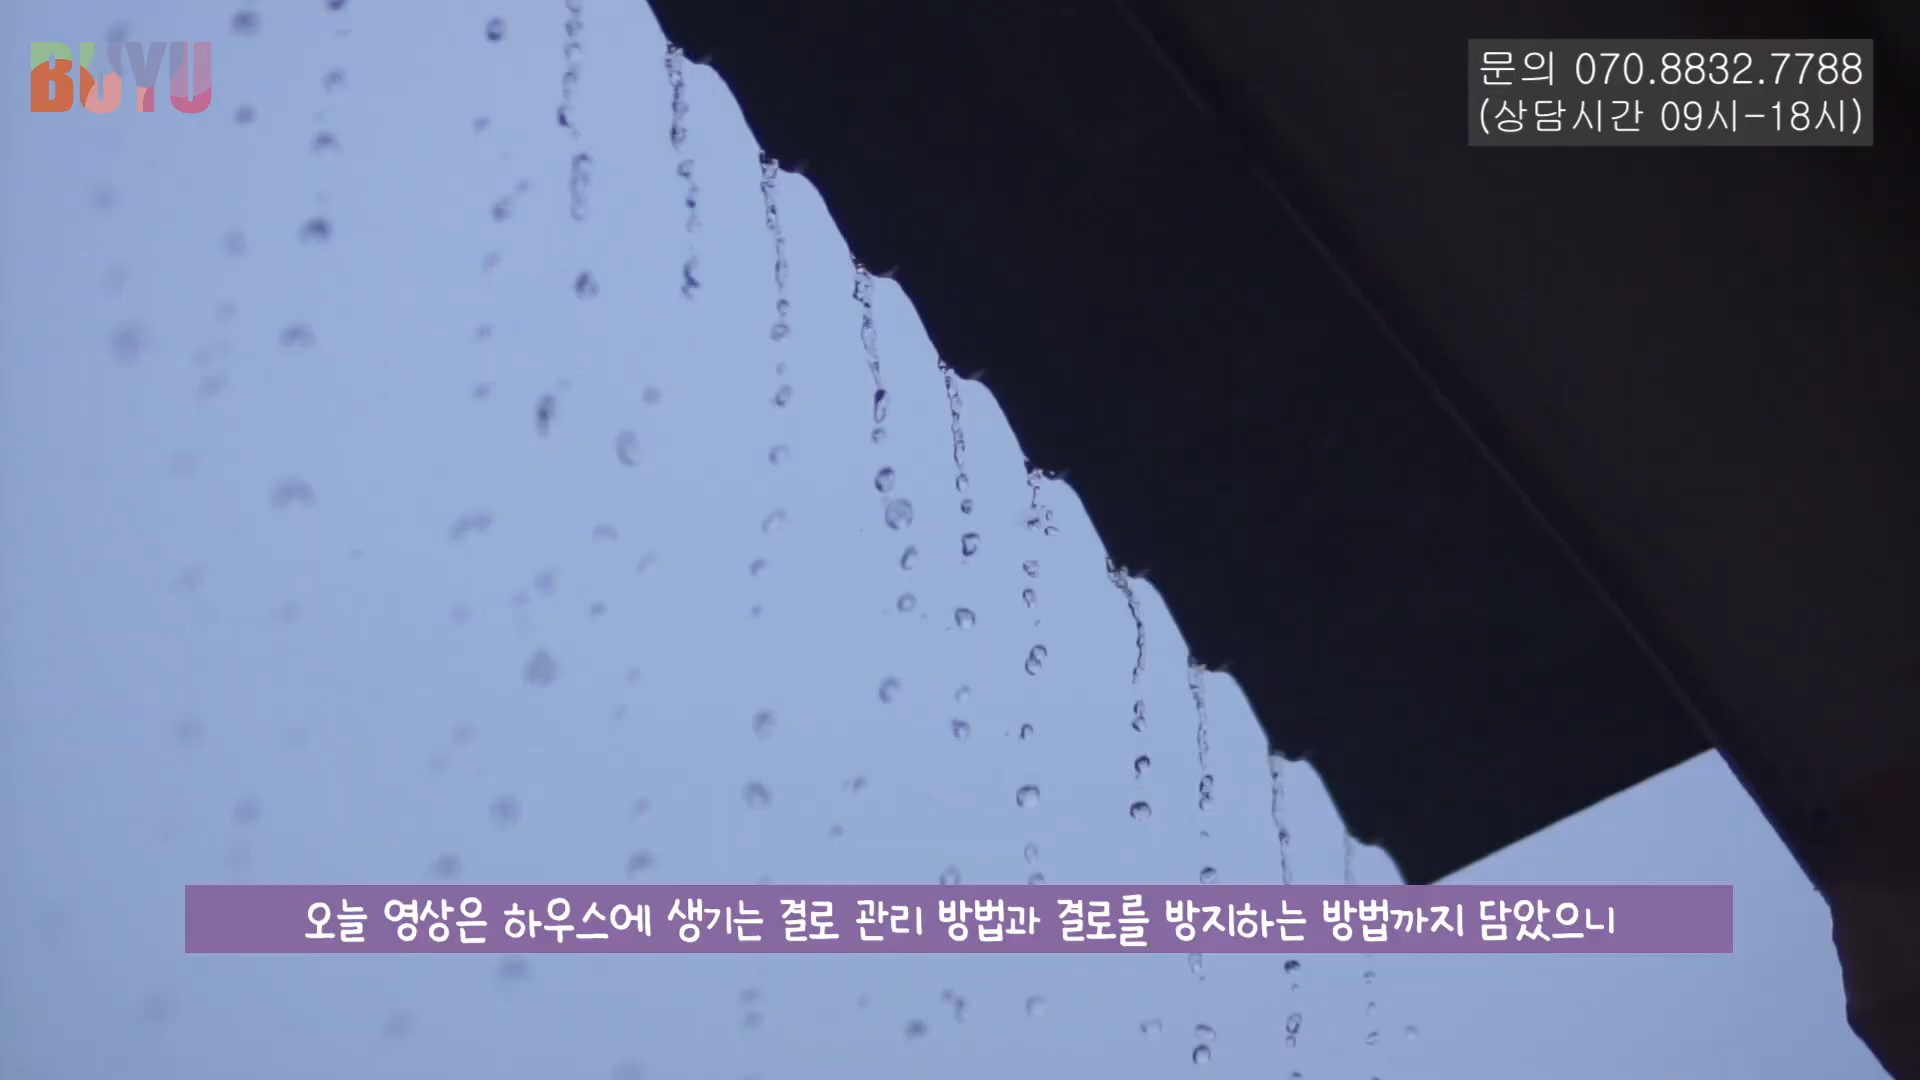 BUYU
문의 070.8832.7788
(상담시간 09시-18시)
오늘 영상은 하우스에 생기는 결로 관리 방법과 결로를 방지하는 방법까지 담았으니